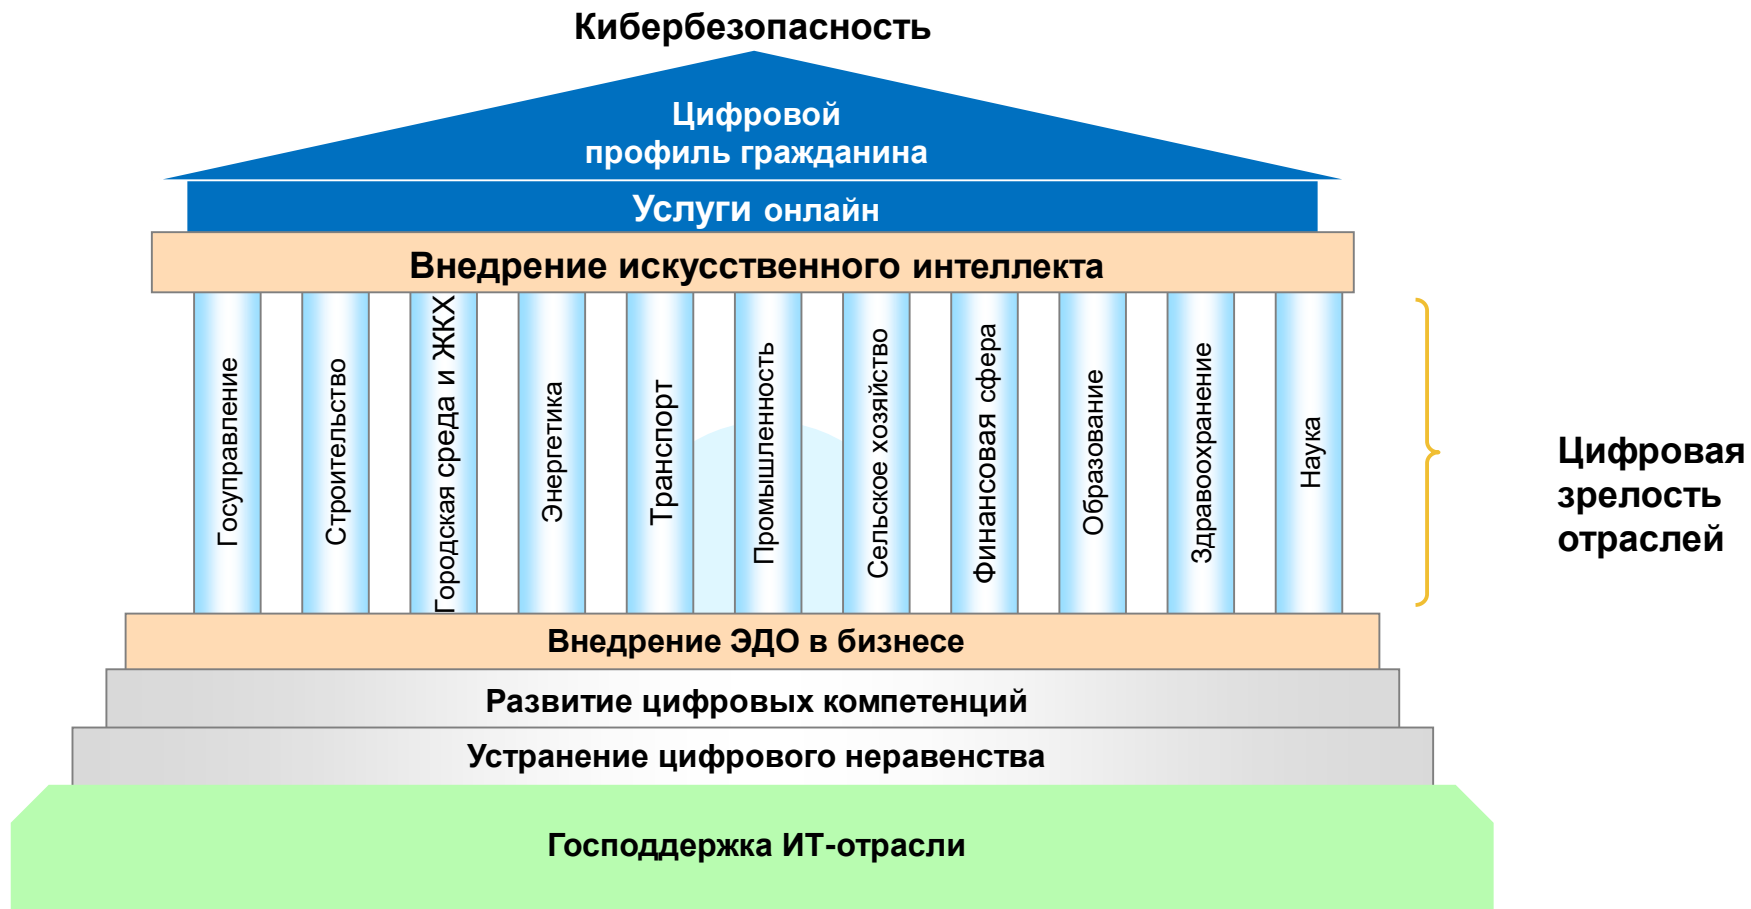 Кибербезопасность
Цифровой
профиль гражданина
Услуги онлайн
Внедрение искусственного интеллекта
Госуправление
Строительство
Городская среда и ЖКХ
Энергетика
Транспорт
Промышленность
Сельское хозяйство
Финансовая сфера
Образование
Здравоохранение
Наука
Цифровая
зрелость
отраслей
Внедрение ЭДО в бизнесе
Развитие цифровых компетенций
Устранение цифрового неравенства
Господдержка ИТ-отрасли